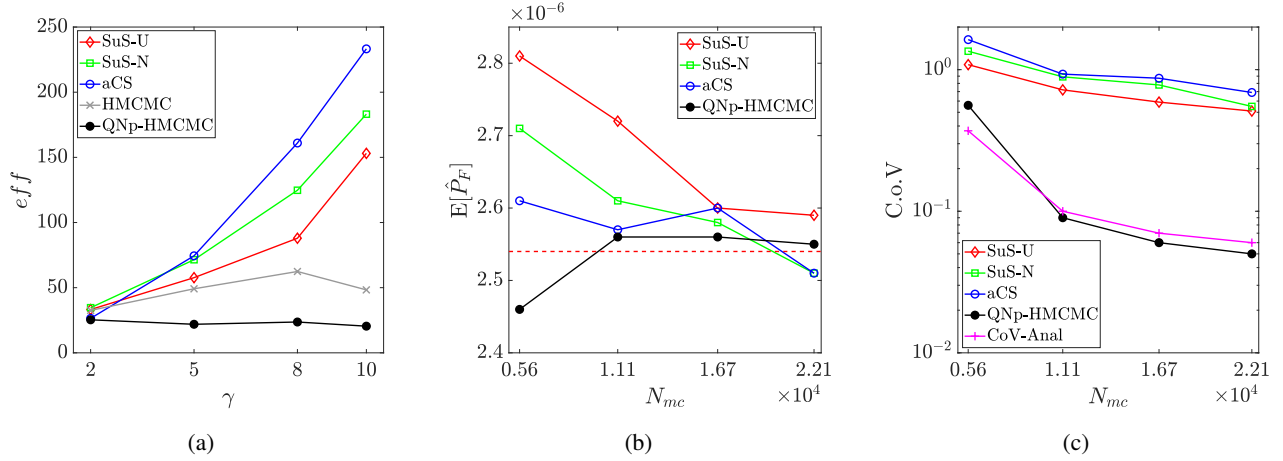 250
200
150
100
50
0
eff
SuS-U
SuS-N
aCS
HMCMC
QNp-HMCMC
2
5
8
10
γ
(a)
×10⁻⁶
2.8
2.7
2.6
2.5
2.4
E[P̂_F]
SuS-U
SuS-N
aCS
QNp-HMCMC
0.56
1.11
1.67
2.21
×10⁴
N_mc
(b)
10⁰
10⁻¹
10⁻²
C.o.V
SuS-U
SuS-N
aCS
QNp-HMCMC
CoV-Anal
0.56
1.11
1.67
2.21
×10⁴
N_mc
(c)